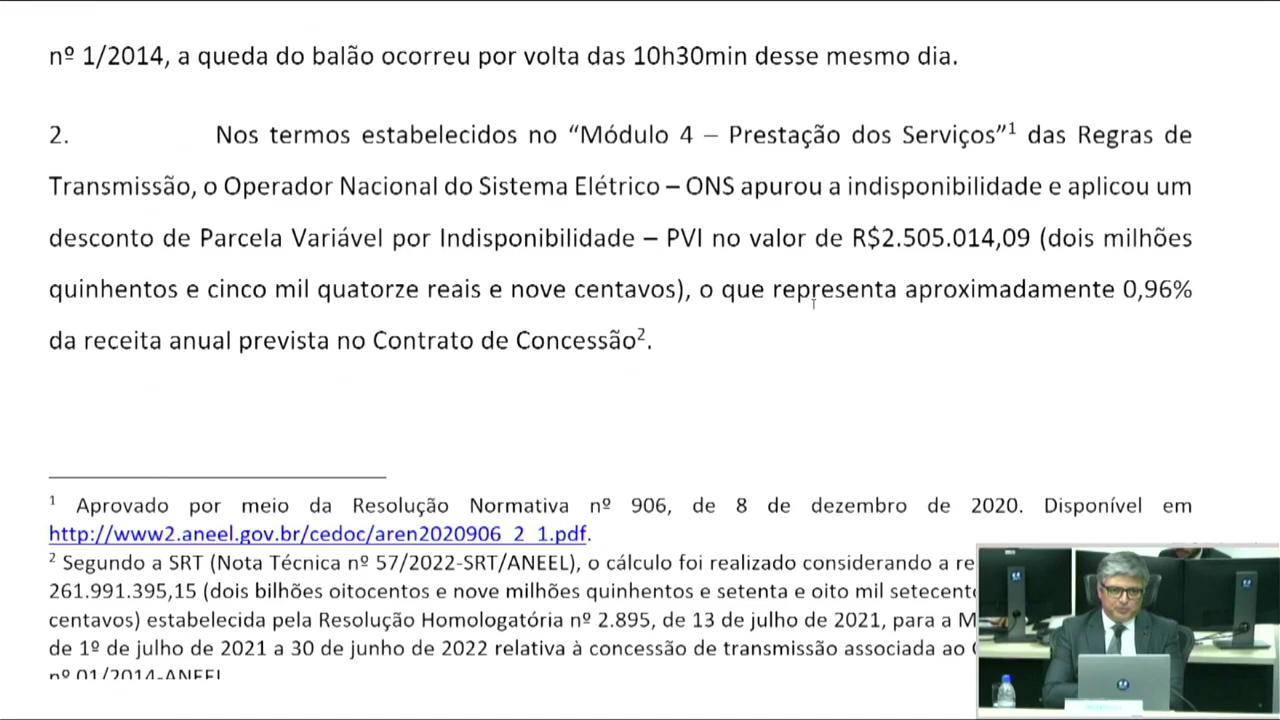 nº 1/2014, a queda do balão ocorreu por volta das 10h30min desse mesmo dia.
2. Nos termos estabelecidos no “Módulo 4 – Prestação dos Serviços”¹ das Regras de
Transmissão, o Operador Nacional do Sistema Elétrico – ONS apurou a indisponibilidade e aplicou um
desconto de Parcela Variável por Indisponibilidade – PVI no valor de R$2.505.014,09 (dois milhões
quinhentos e cinco mil quatorze reais e nove centavos), o que representa aproximadamente 0,96%
da receita anual prevista no Contrato de Concessão².
¹ Aprovado por meio da Resolução Normativa nº 906, de 8 de dezembro de 2020. Disponível em
http://www2.aneel.gov.br/cedoc/aren2020906_2_1.pdf.
² Segundo a SRT (Nota Técnica nº 57/2022-SRT/ANEEL), o cálculo foi realizado considerando a re
261.991.395,15 (dois bilhões oitocentos e nove milhões quinhentos e setenta e oito mil setecent
centavos) estabelecida pela Resolução Homologatória nº 2.895, de 13 de julho de 2021, para a M
de 1º de julho de 2021 a 30 de junho de 2022 relativa à concessão de transmissão associada ao
nº 01/2014-ANEEL